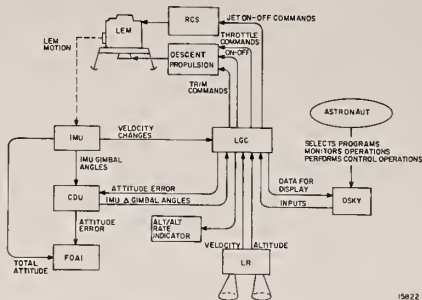 RCS
JET ON-OFF COMMANDS
LEM
THROTTLE
COMMANDS
ON-OFF
LEM
MOTION
DESCENT
PROPULSION
TRIM
COMMANDS
ASTRONAUT
IMU
VELOCITY
CHANGES
LGC
SELECTS PROGRAMS
MONITORS OPERATIONS
PERFORMS CONTROL OPERATIONS
IMU GIMBAL
ANGLES
DATA FOR
DISPLAY
ATTITUDE ERROR
CDU
IMU Δ GIMBAL ANGLES
INPUTS
DSKY
ATTITUDE
ERROR
ALT/ALT
RATE
INDICATOR
VELOCITY
ALTITUDE
FDAI
LR
TOTAL
ATTITUDE
15822